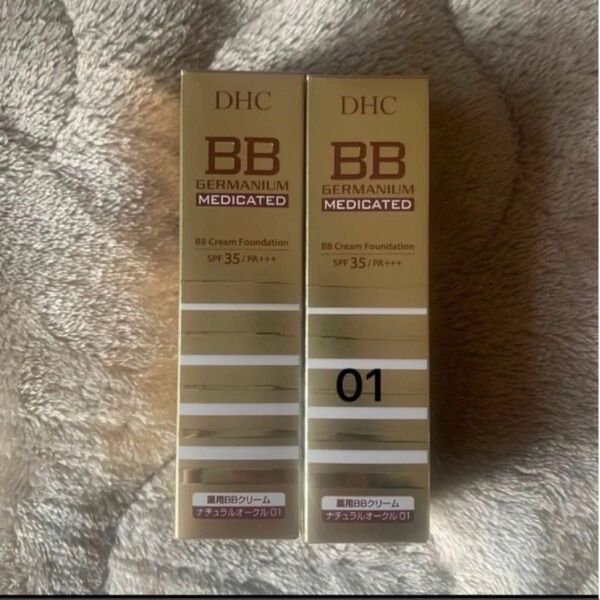 DHC
BB
GERMANIUM
MEDICATED
BB Cream Foundation
SPF 35/PA+++
薬用BBクリーム
ナチュラルオークル 01
DHC
BB
GERMANIUM
MEDICATED
BB Cream Foundation
SPF 35/PA+++
01
薬用BBクリーム
ナチュラルオークル 01